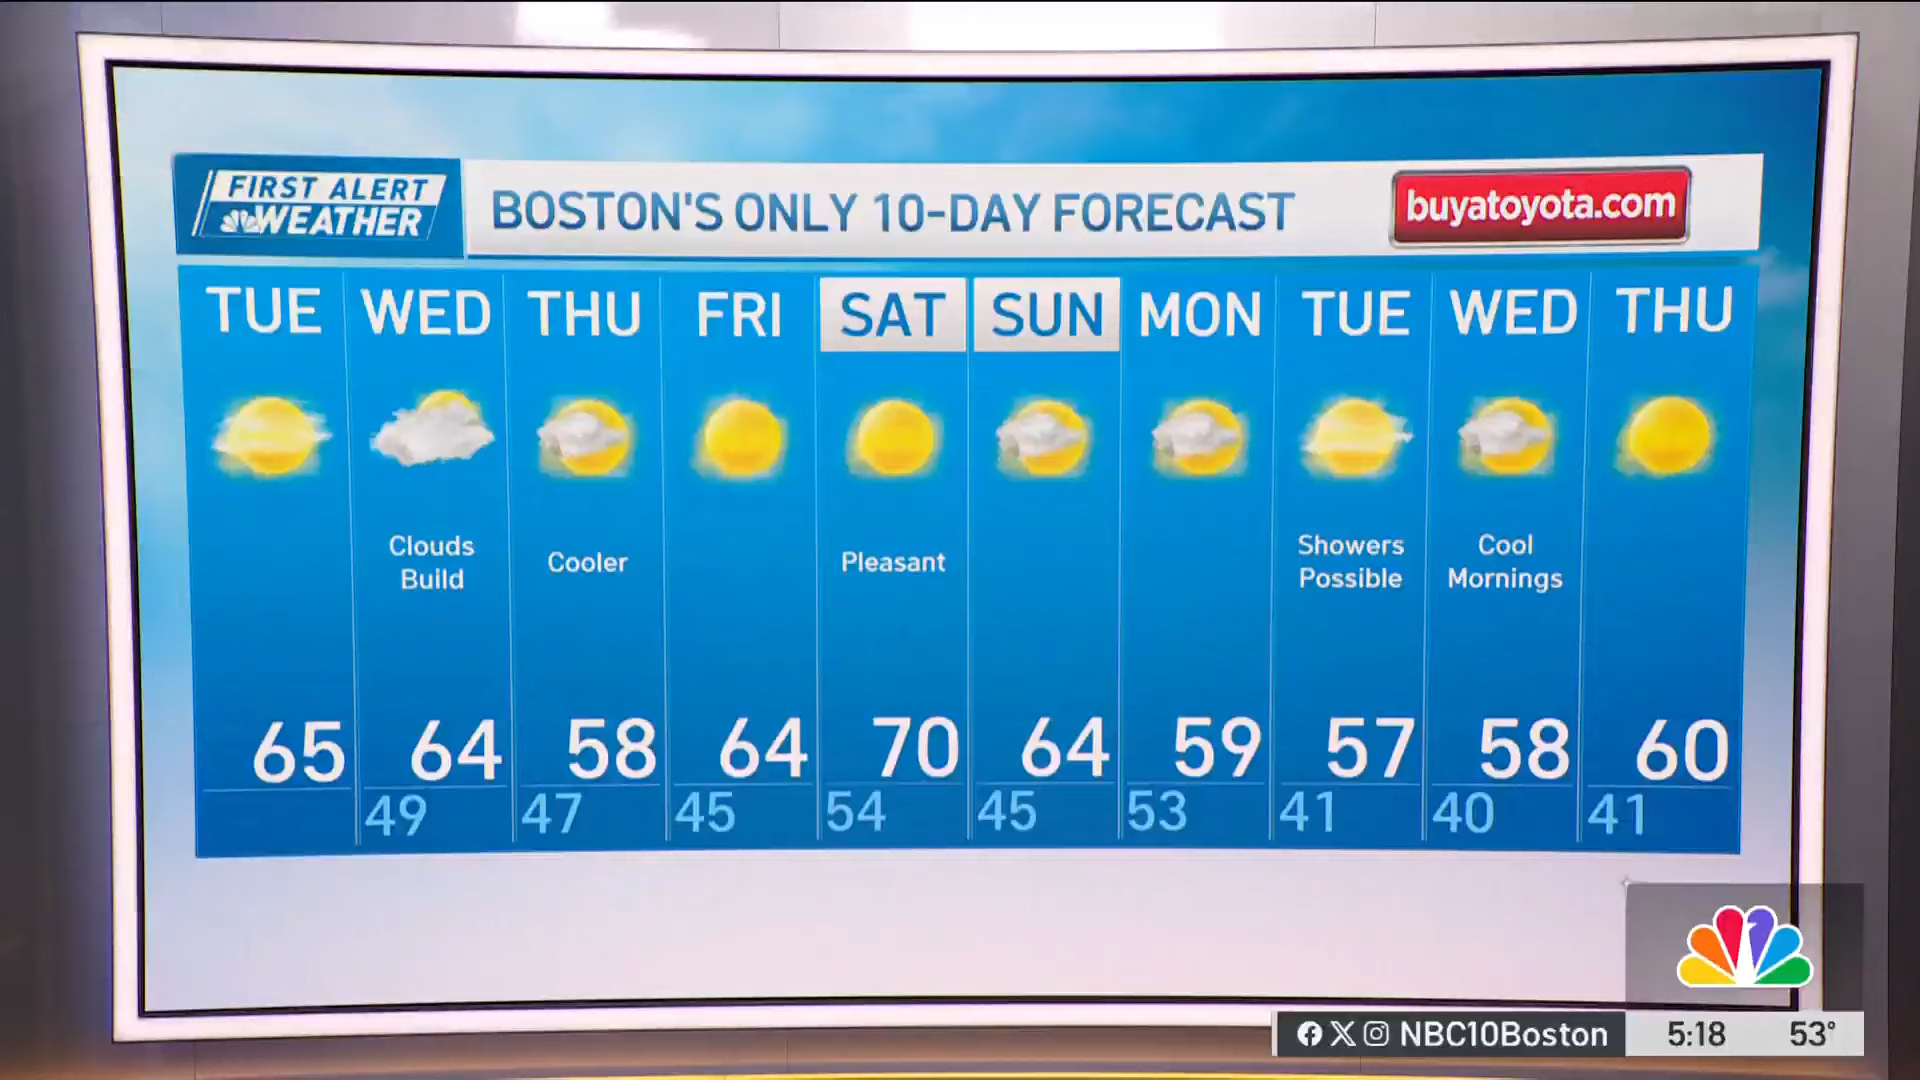 FIRST ALERT
WEATHER
BOSTON'S ONLY 10-DAY FORECAST
buyatoyota.com
TUE WED THU FRI SAT SUN MON TUE WED THU
Clouds
Build
Cooler
Pleasant
Showers
Possible
Cool
Mornings
65 64 58 64 70 64 59 57 58 60
49 47 45 54 45 53 41 40 41
NBC10Boston
5:18 53°